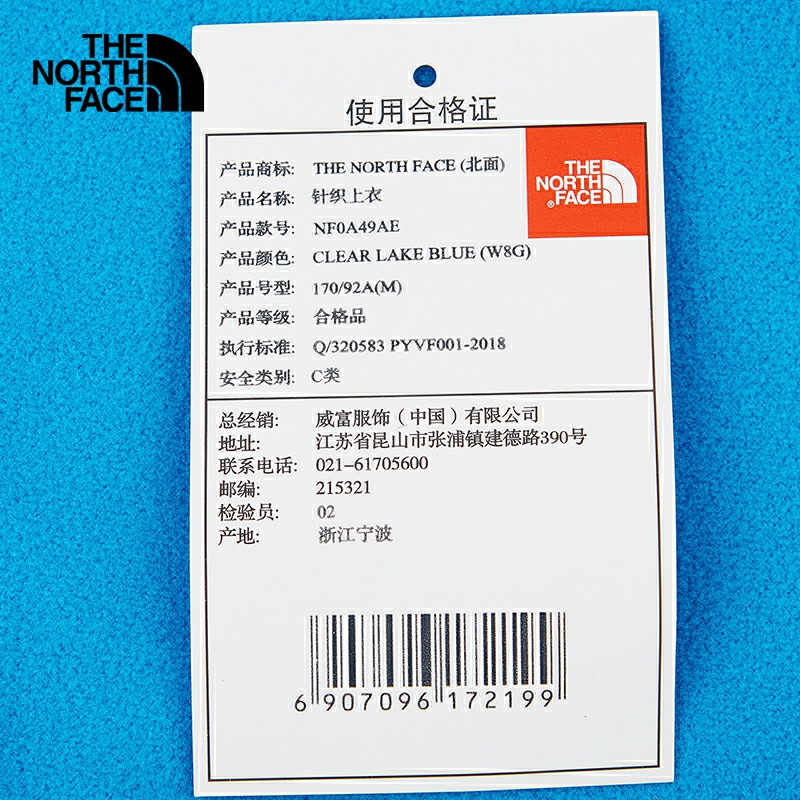 THE
NORTH
FACE
使用合格证
THE
NORTH
®FACE
产品商标: THE NORTH FACE (北面)
产品名称: 针织上衣
产品款号: NF0A49AE
产品颜色: CLEAR LAKE BLUE (W8G)
产品号型: 170/92A(M)
产品等级: 合格品
执行标准: Q/320583 PYVF001-2018
安全类别: C类
总经销: 威富服饰（中国）有限公司
地址: 江苏省昆山市张浦镇建德路390号
联系电话: 021-61705600
邮编: 215321
检验员: 02
产地: 浙江宁波
6 907096 172199